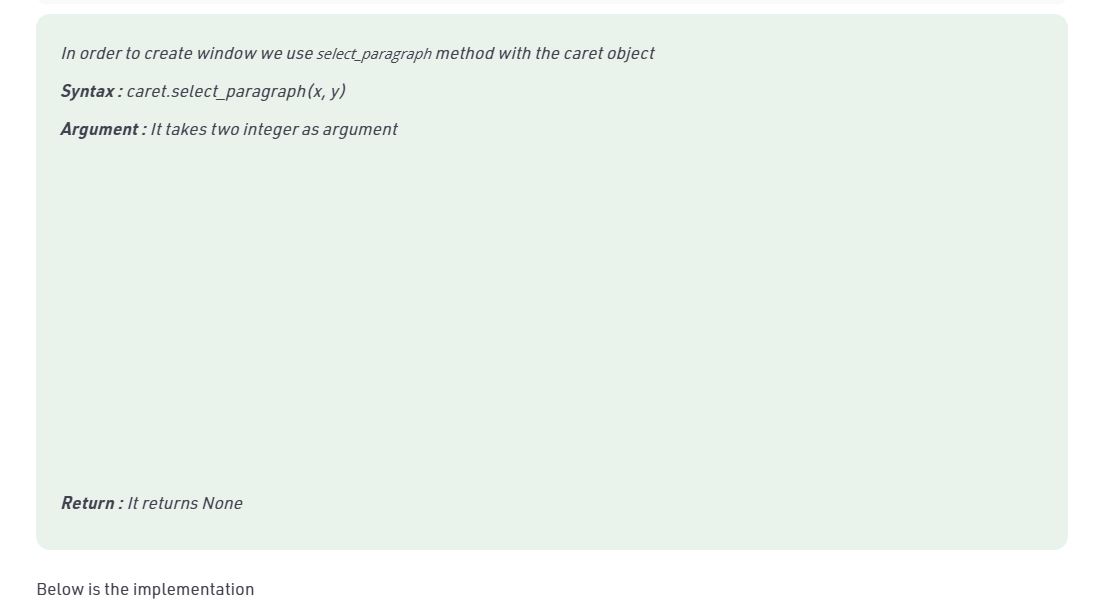 In order to create window we use select_paragraph method with the caret object
Syntax : caret.select_paragraph(x, y)
Argument : It takes two integer as argument
Return : It returns None
Below is the implementation